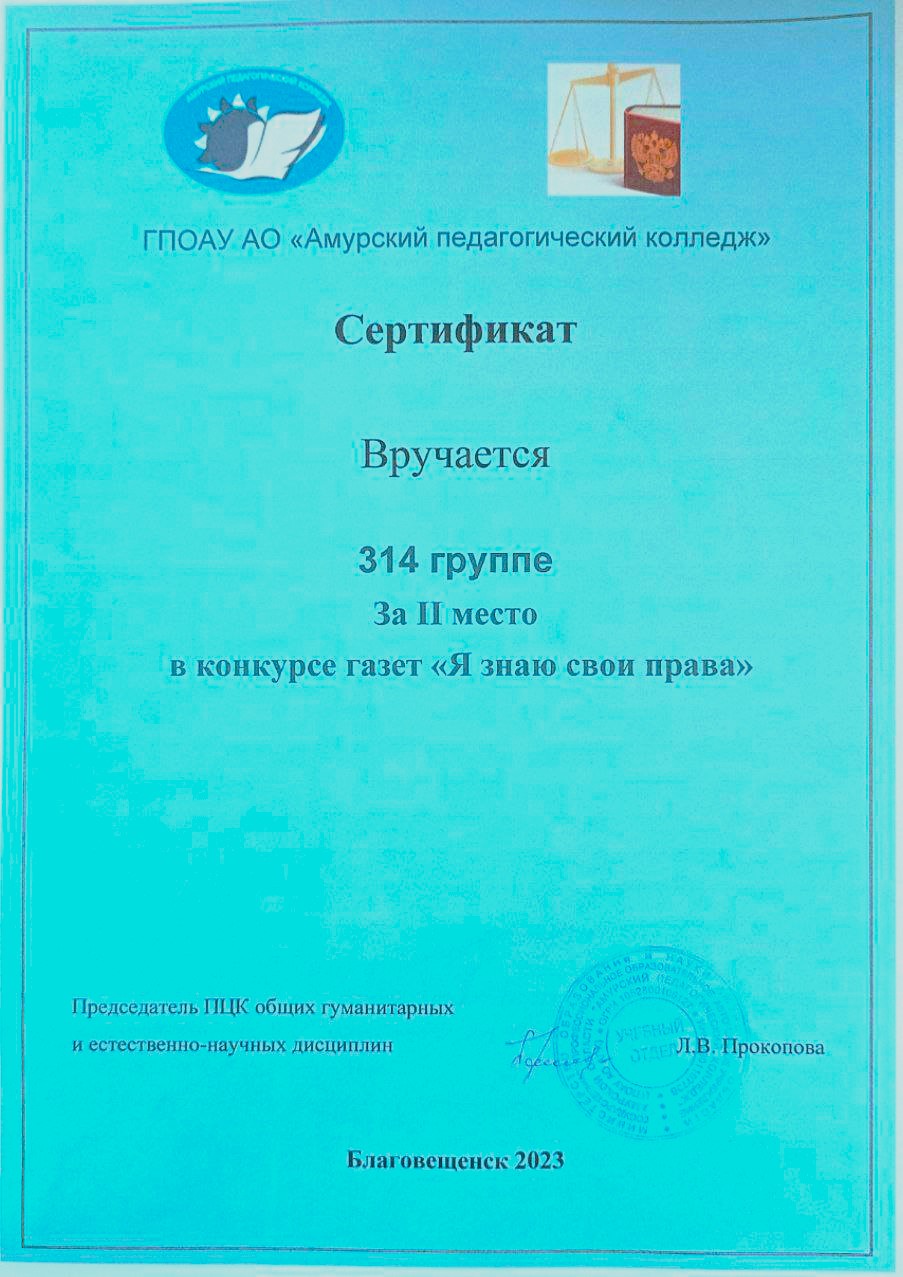 АМУРСКИЙ ПЕДАГОГИЧЕСКИЙ КОЛЛЕДЖ
ГПОАУ АО «Амурский педагогический колледж»
Сертификат
Вручается
314 группе
За II место
в конкурсе газет «Я знаю свои права»
Председатель ПЦК общих гуманитарных
и естественно-научных дисциплин
Л.В. Прокопова
УЧЕБНЫЙ
ОТДЕЛ
Благовещенск 2023